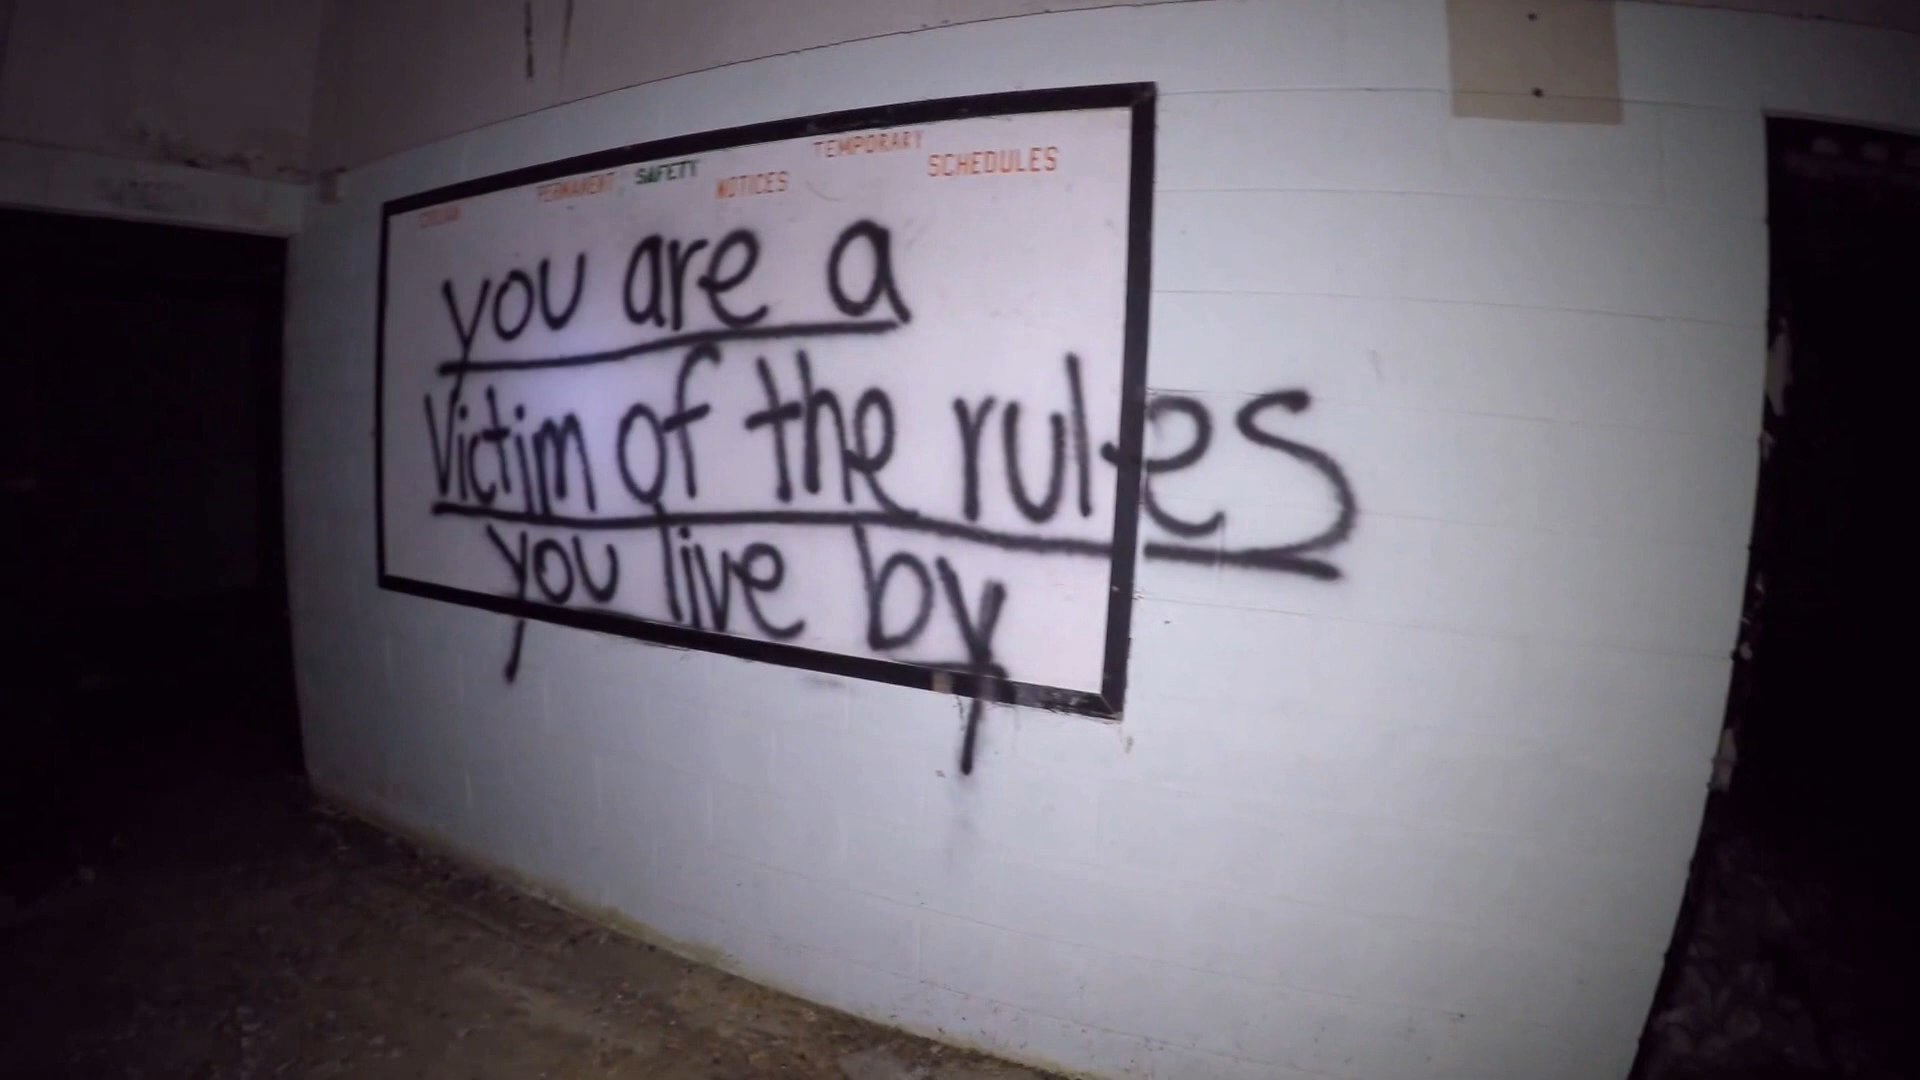 PERMANENT SAFETY NOTICES TEMPORARY SCHEDULES
you are a
Victim of the rules
you live by